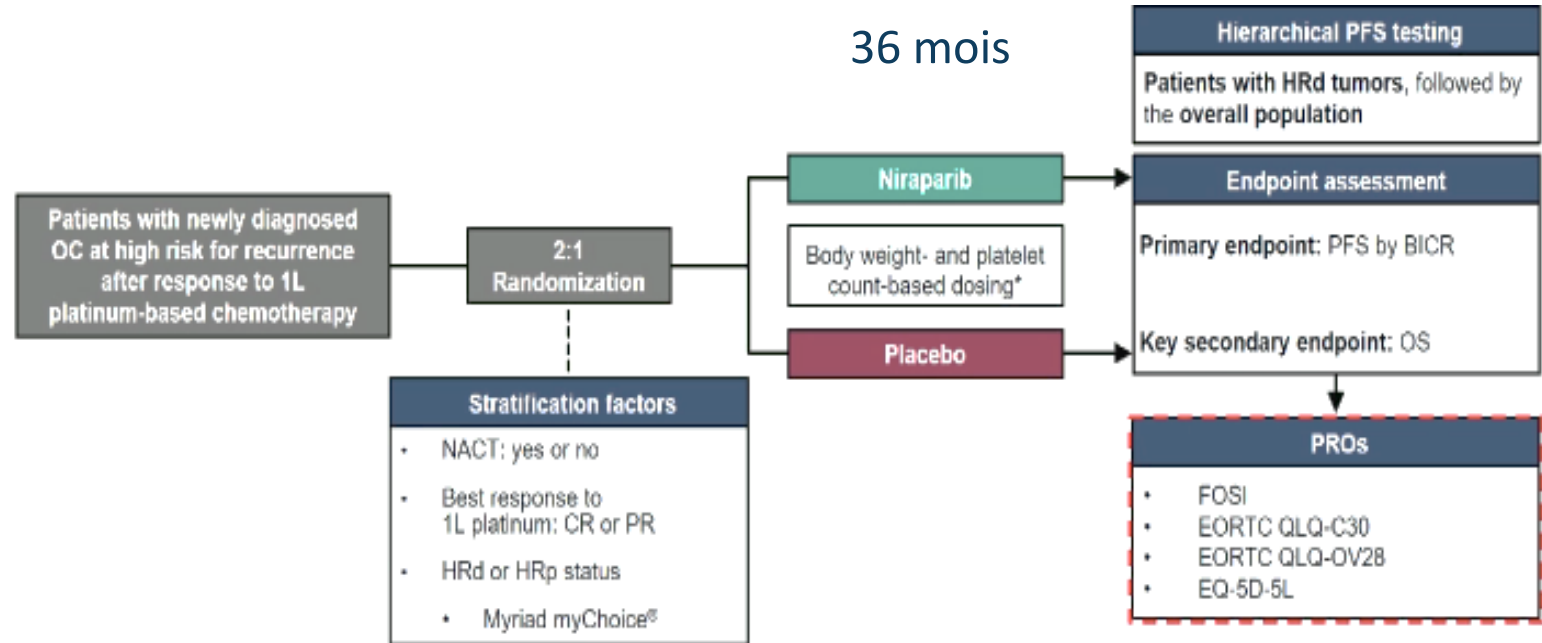 36 mois
Hierarchical PFS testing
Patients with HRd tumors, followed by
the overall population
Patients with newly diagnosed
OC at high risk for recurrence
after response to 1L
platinum-based chemotherapy
2:1
Randomization
Niraparib
Body weight- and platelet
count-based dosing*
Placebo
Endpoint assessment
Primary endpoint: PFS by BICR
Key secondary endpoint: OS
Stratification factors
• NACT: yes or no
• Best response to
1L platinum: CR or PR
• HRd or HRp status
• Myriad myChoice®
PROs
• FOSI
• EORTC QLQ-C30
• EORTC QLQ-OV28
• EQ-5D-5L